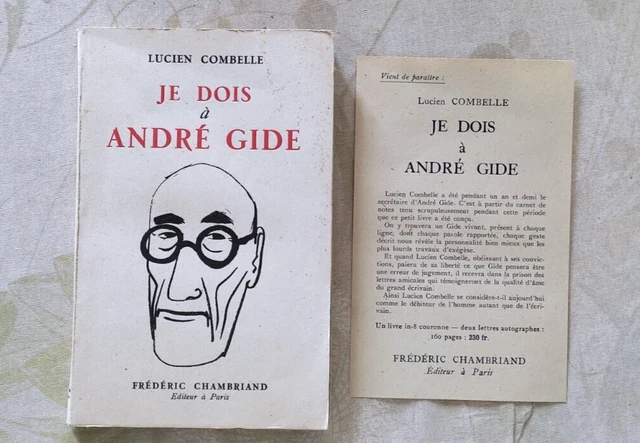 LUCIEN COMBELLE
JE DOIS
à
ANDRÉ GIDE
FRÉDÉRIC CHAMBRIAND
Editeur à Paris
Vient de paraître :
Lucien COMBELLE
JE DOIS
à
ANDRÉ GIDE
Lucien Combelle a été pendant un an et demi le
secrétaire d'André Gide. C'est à partir du carnet de
notes tenu scrupuleusement pendant cette période
que ce petit livre a été conçu.
On y trouvera un Gide vivant, présent à chaque
ligne, dont chaque parole rapportée, chaque geste
décrit nous révèle la personnalité bien mieux que les
plus lourds travaux d'exégèse.
Et quand Lucien Combelle, obéissant à ses convic-
tions, paiera de sa liberté ce que Gide pensera être
une erreur de jugement, il recevra dans la prison des
lettres amicales qui témoigneront de la qualité d'âme
du grand écrivain.
Ainsi Lucien Combelle se considère-t-il aujourd'hui
comme le débiteur de l'homme autant que de l'écri-
vain.
Un livre in-8 couronne — deux lettres autographes :
160 pages : 230 fr.
FRÉDÉRIC CHAMBRIAND
Editeur à Paris